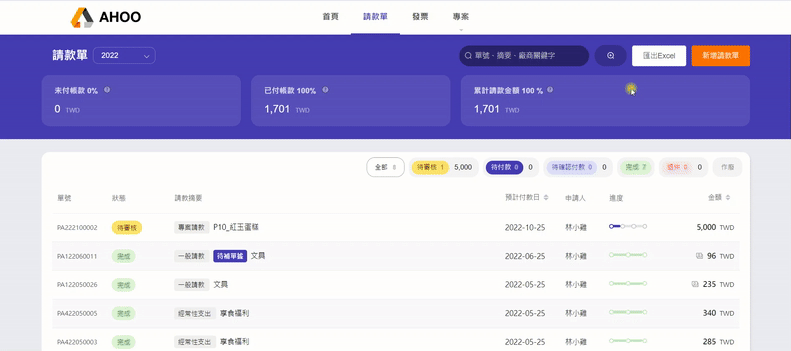 AHOO 首頁 請款單 發票 專案
請款單 2022 單號、摘要、廠商關鍵字 匯出Excel 新增請款單
未付帳款 0% 已付帳款 100% 累計請款金額 100 %
0 TWD 1,701 TWD 1,701 TWD
全部 待審核 1 5,000 待付款 0 0 待確認付款 0 0 完成 7 退件 0 0 作廢
單號 狀態 請款摘要 預計付款日 申請人 進度 金額
PA222100002 待審核 專案請款 P10_紅玉蛋糕 2022-10-25 林小雞 5,000 TWD
PA122060011 完成 一般請款 待補單據 文具 2022-06-25 林小雞 96 TWD
PA122050026 完成 一般請款 文具 2022-05-25 林小雞 235 TWD
PA422050005 完成 經常性支出 享食福利 2022-05-25 林小雞 340 TWD
PA422050003 完成 經常性支出 享食福利 2022-05-25 林小雞 285 TWD